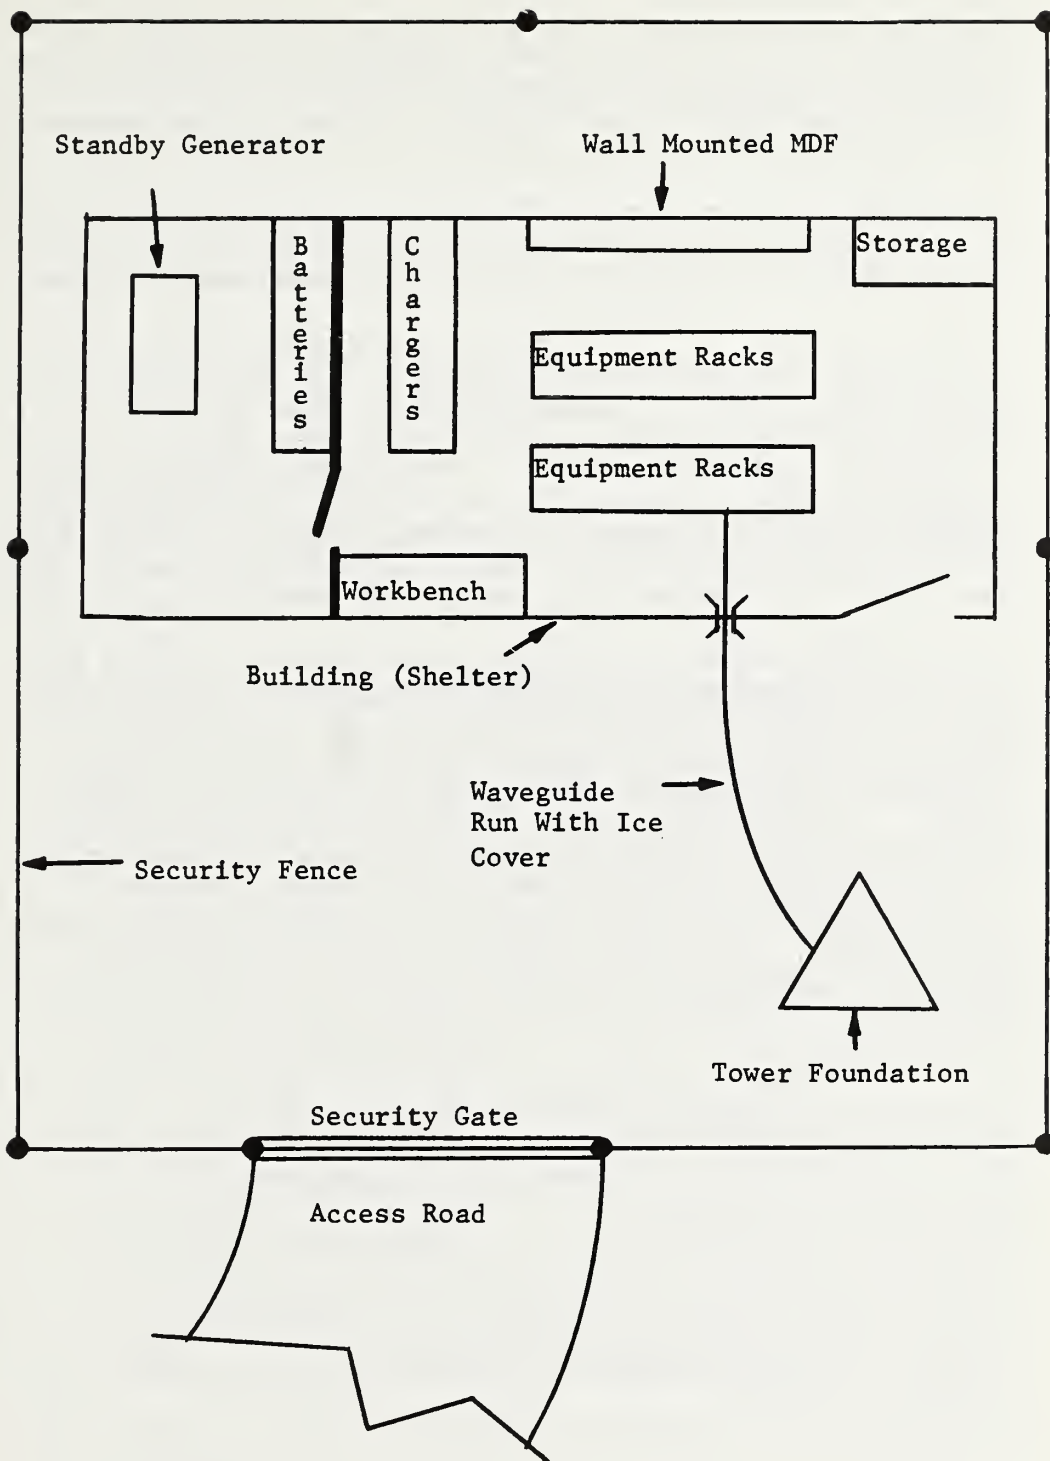 Standby Generator
Wall Mounted MDF
Batteries
Chargers
Storage
Equipment Racks
Equipment Racks
Workbench
Building (Shelter)
Waveguide
Run With Ice
Cover
Security Fence
Tower Foundation
Security Gate
Access Road